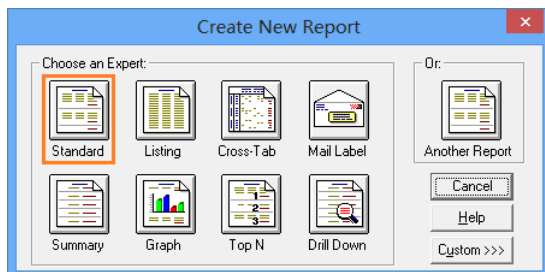 Create New Report
Choose an Expert:
Or:
Standard Listing Cross-Tab Mail Label Another Report
Cancel
Help
Summary Graph Top N Drill Down
Custom >>>